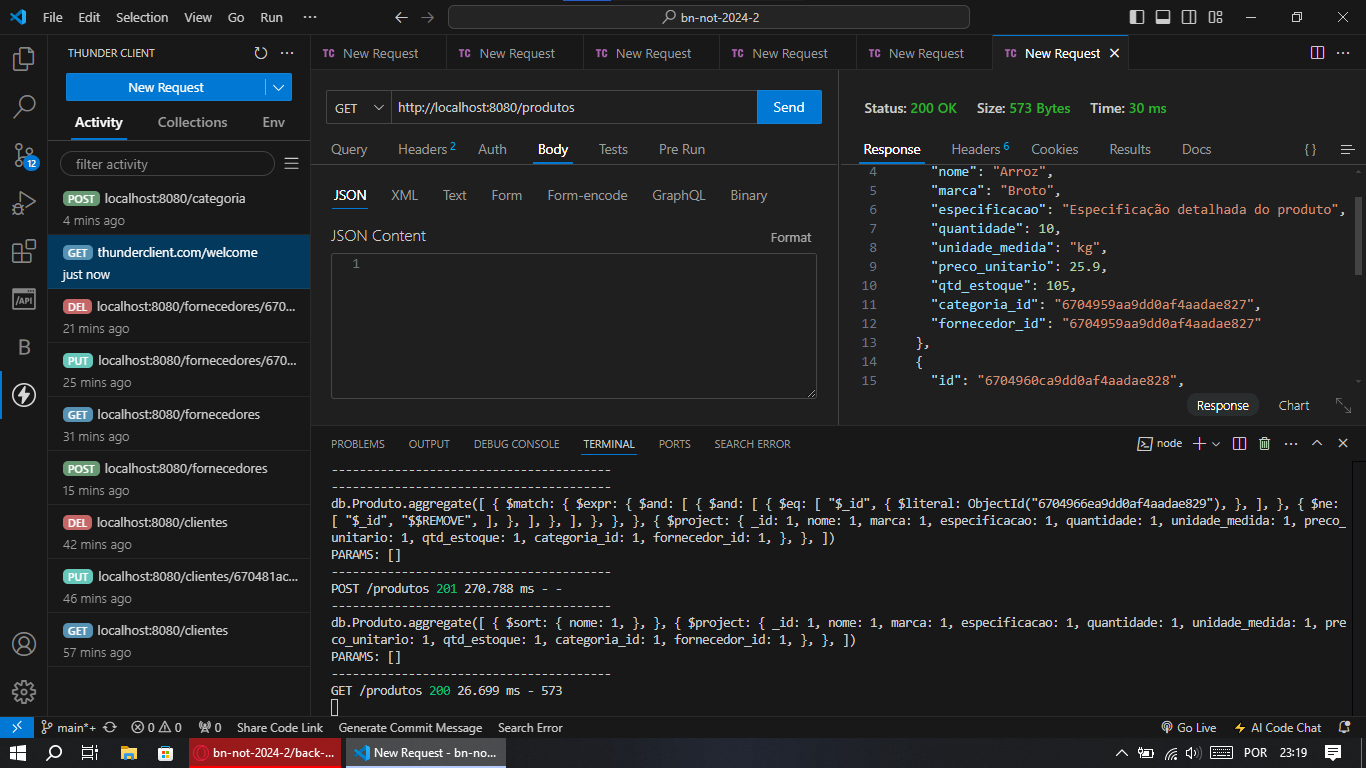 File Edit Selection View Go Run ···
bn-not-2024-2
THUNDER CLIENT
New Request
Activity Collections Env
filter activity
POST localhost:8080/categoria
4 mins ago
GET thunderclient.com/welcome
just now
DEL localhost:8080/fornecedores/670...
21 mins ago
PUT localhost:8080/fornecedores/670...
25 mins ago
GET localhost:8080/fornecedores
31 mins ago
POST localhost:8080/fornecedores
15 mins ago
DEL localhost:8080/clientes
42 mins ago
PUT localhost:8080/clientes/670481ac...
46 mins ago
GET localhost:8080/clientes
57 mins ago
12
/API
B
TC New Request TC New Request TC New Request TC New Request TC New Request TC New Request
GET http://localhost:8080/produtos Send
Query Headers 2 Auth Body Tests Pre Run
JSON XML Text Form Form-encode GraphQL Binary
JSON Content Format
1
Status: 200 OK Size: 573 Bytes Time: 30 ms
Response Headers 6 Cookies Results Docs { }
4 "nome": "Arroz",
5 "marca": "Broto",
6 "especificacao": "Especificação detalhada do produto",
7 "quantidade": 10,
8 "unidade_medida": "kg",
9 "preco_unitario": 25.9,
10 "qtd_estoque": 105,
11 "categoria_id": "6704959aa9dd0af4aadae827",
12 "fornecedor_id": "6704959aa9dd0af4aadae827"
13 },
14 {
15 "id": "6704960ca9dd0af4aadae828",
Response Chart
PROBLEMS OUTPUT DEBUG CONSOLE TERMINAL PORTS SEARCH ERROR
node
----------------------------------------
----------------------------------------
db.Produto.aggregate([ { $match: { $expr: { $and: [ { $and: [ { $eq: [ "$_id", { $literal: ObjectId("6704966ea9dd0af4aadae829"), }, ], }, { $ne:
[ "$_id", "$$REMOVE", ], }, ], }, ], }, }, }, { $project: { _id: 1, nome: 1, marca: 1, especificacao: 1, quantidade: 1, unidade_medida: 1, preco_
unitario: 1, qtd_estoque: 1, categoria_id: 1, fornecedor_id: 1, }, }, ])
PARAMS: []
----------------------------------------
POST /produtos 201 270.788 ms - -
----------------------------------------
db.Produto.aggregate([ { $sort: { nome: 1, }, }, { $project: { _id: 1, nome: 1, marca: 1, especificacao: 1, quantidade: 1, unidade_medida: 1, pre
co_unitario: 1, qtd_estoque: 1, categoria_id: 1, fornecedor_id: 1, }, }, ])
PARAMS: []
----------------------------------------
GET /produtos 200 26.699 ms - 573
main*+ 0 0 0 Share Code Link Generate Commit Message Search Error Go Live AI Code Chat
bn-not-2024-2/back-... New Request - bn-no... POR 23:19